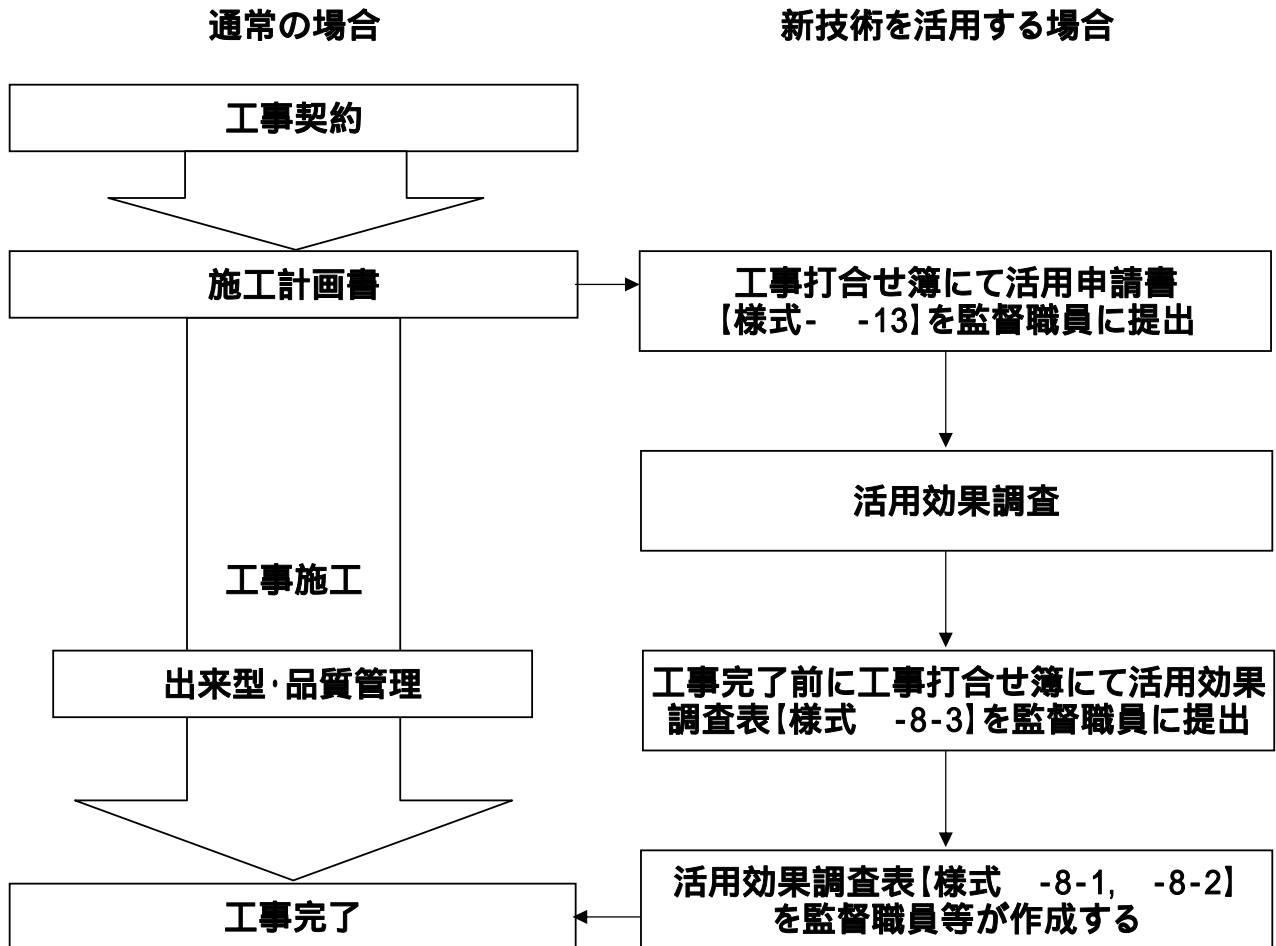 通常の場合
新技術を活用する場合
工事契約
施工計画書
工事打合せ簿にて活用申請書
【様式-　-13】を監督職員に提出
活用効果調査
工事施工
出来型・品質管理
工事完了前に工事打合せ簿にて活用効果
調査表【様式　-8-3】を監督職員に提出
活用効果調査表【様式　-8-1,　-8-2】
を監督職員等が作成する
工事完了